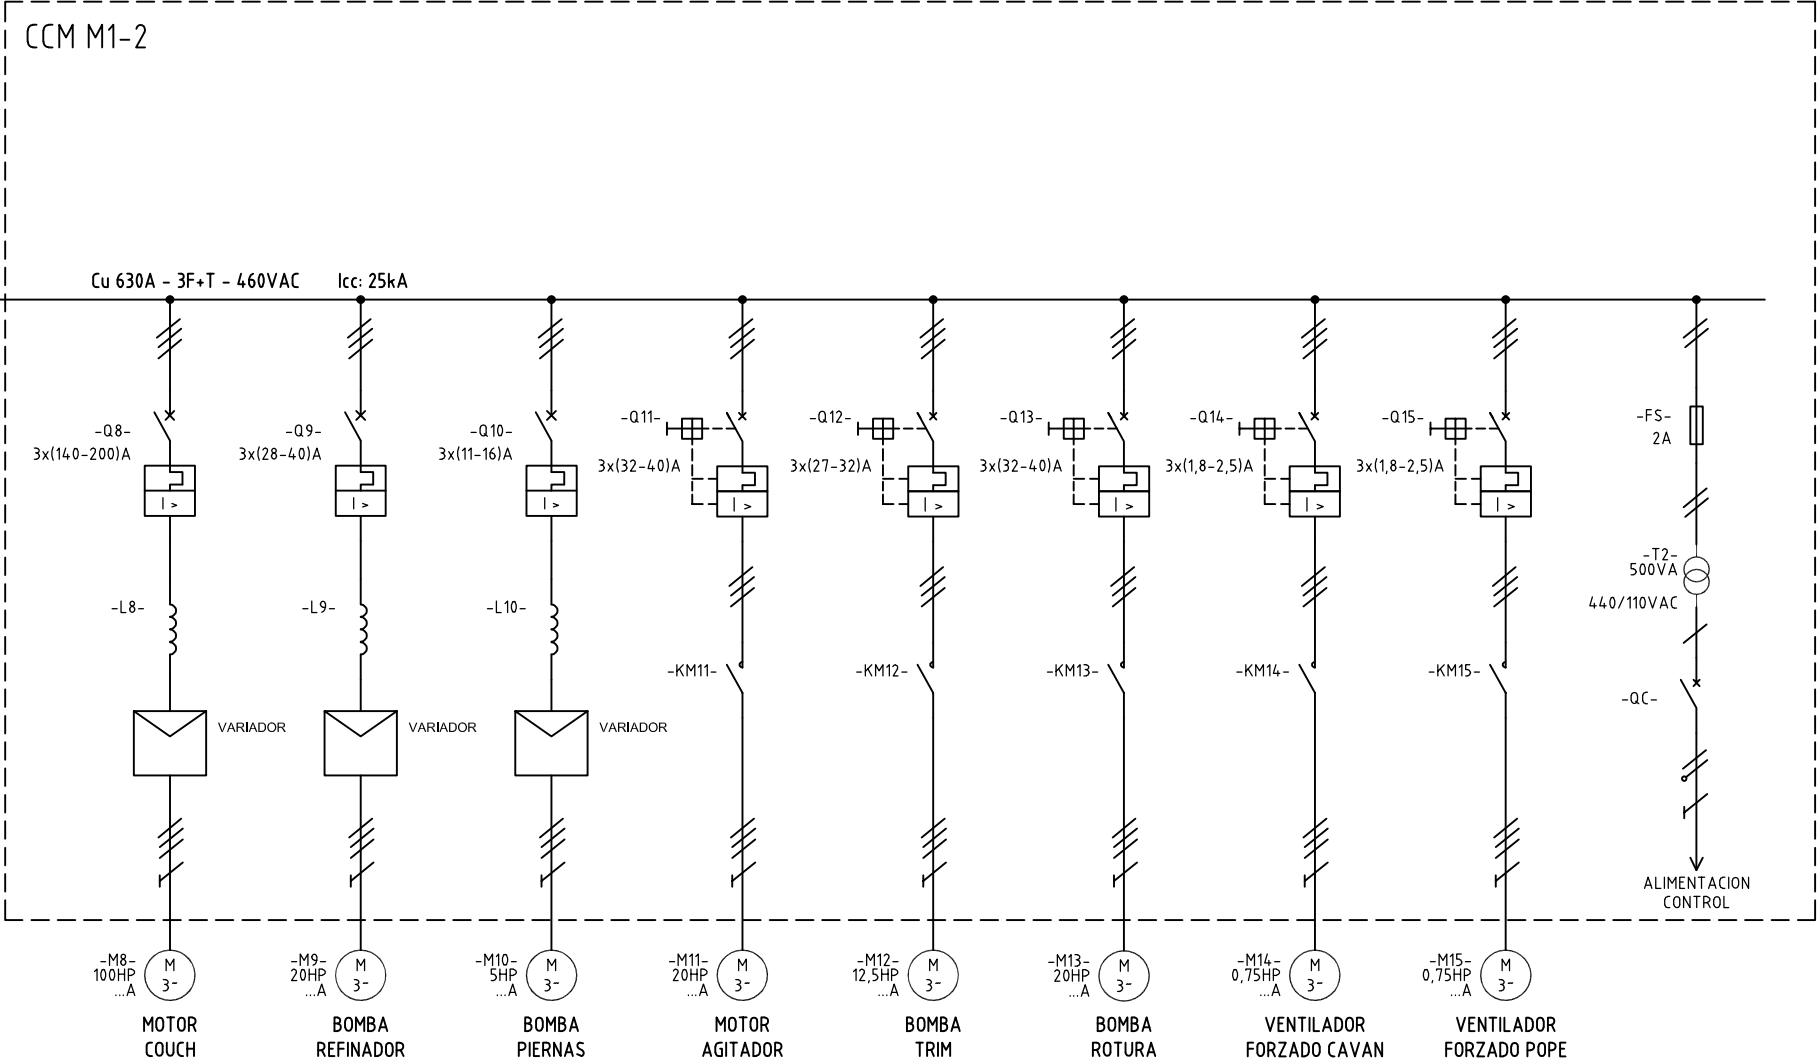 CCM M1-2
Cu 630A - 3F+T - 460VAC Icc: 25kA
-Q8-
3x(140-200)A
I >
-L8-
VARIADOR
-M8-
100HP
...A
M
3~
MOTOR
COUCH
-Q9-
3x(28-40)A
I >
-L9-
VARIADOR
-M9-
20HP
...A
M
3~
BOMBA
REFINADOR
-Q10-
3x(11-16)A
I >
-L10-
VARIADOR
-M10-
5HP
...A
M
3~
BOMBA
PIERNAS
-Q11-
3x(32-40)A
I >
-KM11-
-M11-
20HP
...A
M
3~
MOTOR
AGITADOR
-Q12-
3x(27-32)A
I >
-KM12-
-M12-
12,5HP
...A
M
3~
BOMBA
TRIM
-Q13-
3x(32-40)A
I >
-KM13-
-M13-
20HP
...A
M
3~
BOMBA
ROTURA
-Q14-
3x(1,8-2,5)A
I >
-KM14-
-M14-
0,75HP
...A
M
3~
VENTILADOR
FORZADO CAVAN
-Q15-
3x(1,8-2,5)A
I >
-KM15-
-M15-
0,75HP
...A
M
3~
VENTILADOR
FORZADO POPE
-FS-
2A
-T2-
500VA
440/110VAC
-QC-
ALIMENTACION
CONTROL